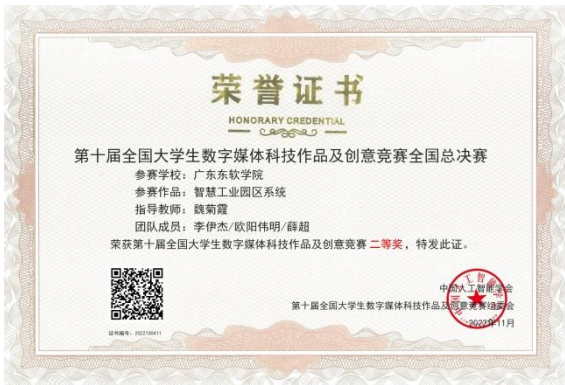 荣誉证书
HONORARY CREDENTIAL
第十届全国大学生数字媒体科技作品及创意竞赛全国总决赛
参赛学校：广东东软学院
参赛作品：智慧工业园区系统
指导教师：魏菊霞
团队成员：李伊杰/欧阳伟明/薛超
荣获第十届全国大学生数字媒体科技作品及创意竞赛 二等奖，特发此证。
中国人工智能学会
第十届全国大学生数字媒体科技作品及创意竞赛组委会
2022年11月